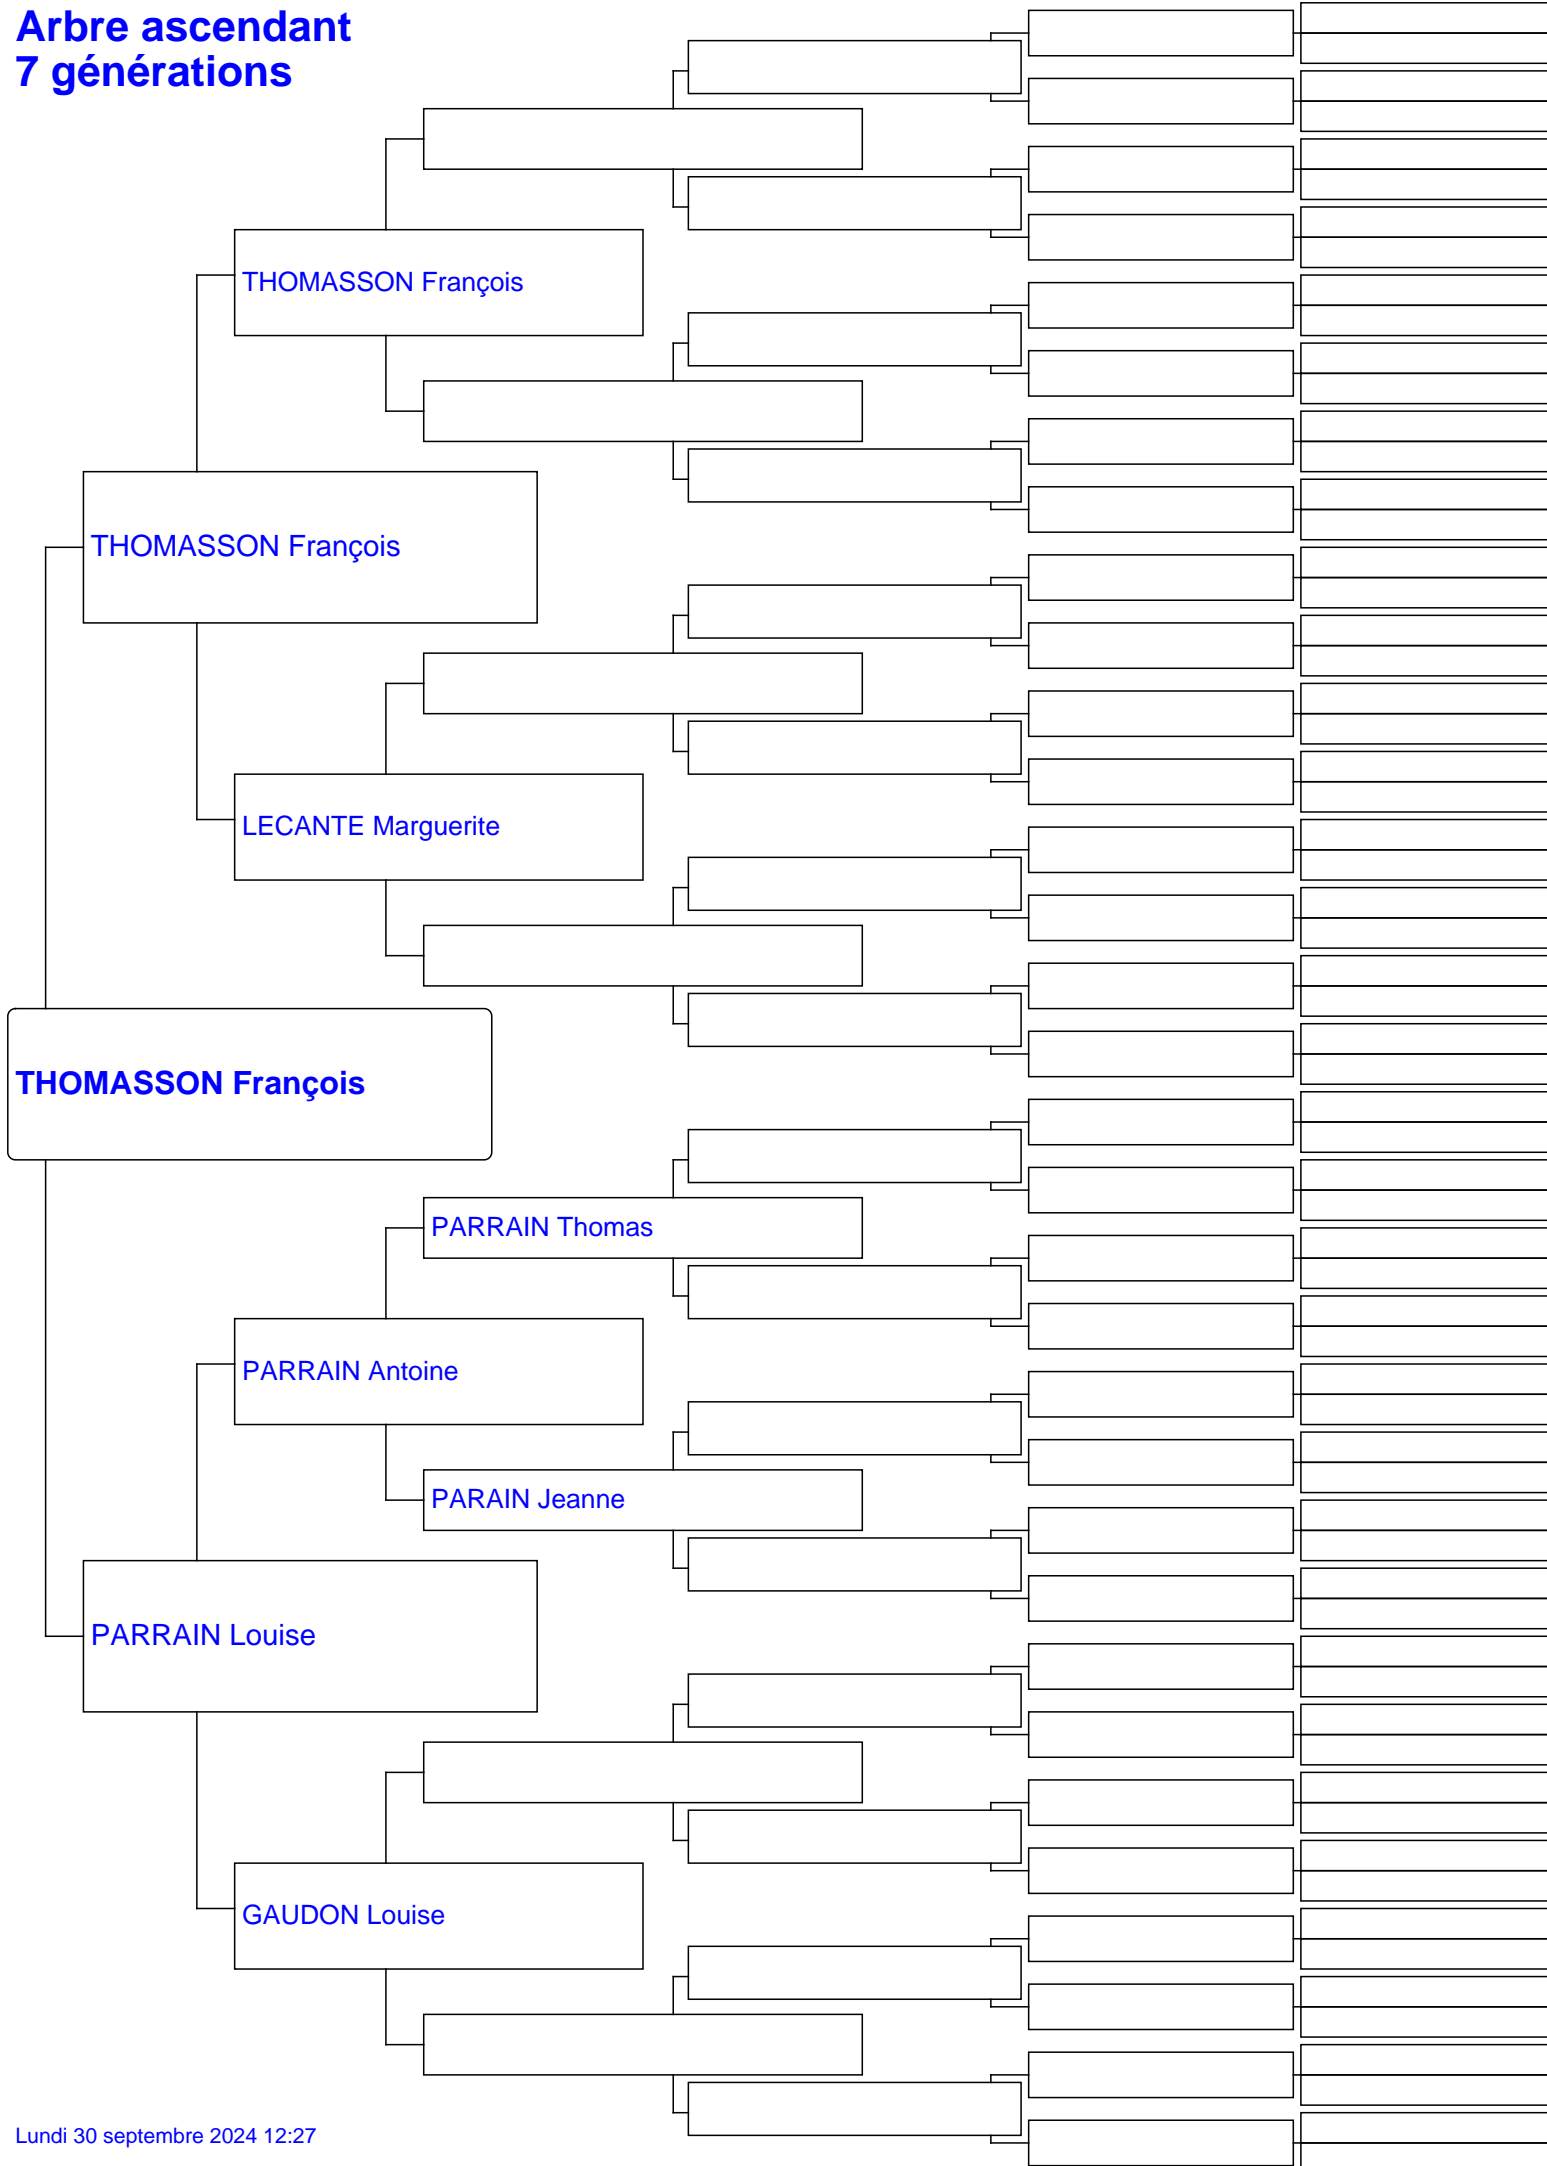 Arbre ascendant
7 générations
THOMASSON François
THOMASSON François
LECANTE Marguerite
THOMASSON François
PARRAIN Thomas
PARRAIN Antoine
PARAIN Jeanne
PARRAIN Louise
GAUDON Louise
Lundi 30 septembre 2024 12:27